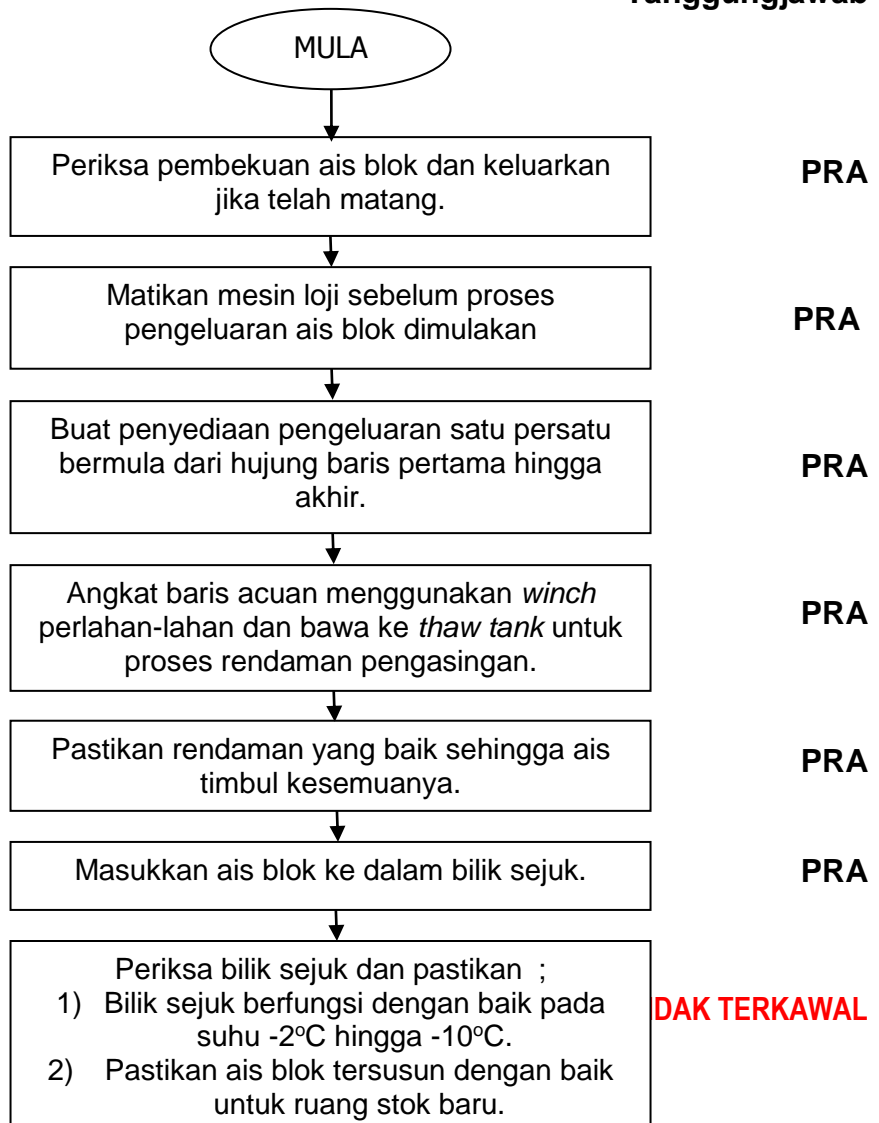 Tanggungjawab
MULA
Periksa pembekuan ais blok dan keluarkan
jika telah matang.
PRA
Matikan mesin loji sebelum proses
pengeluaran ais blok dimulakan
PRA
Buat penyediaan pengeluaran satu persatu
bermula dari hujung baris pertama hingga
akhir.
PRA
Angkat baris acuan menggunakan winch
perlahan-lahan dan bawa ke thaw tank untuk
proses rendaman pengasingan.
PRA
Pastikan rendaman yang baik sehingga ais
timbul kesemuanya.
PRA
Masukkan ais blok ke dalam bilik sejuk.
PRA
Periksa bilik sejuk dan pastikan ;
1) Bilik sejuk berfungsi dengan baik pada
suhu -2°C hingga -10°C.
2) Pastikan ais blok tersusun dengan baik
untuk ruang stok baru.
DAK TERKAWAL